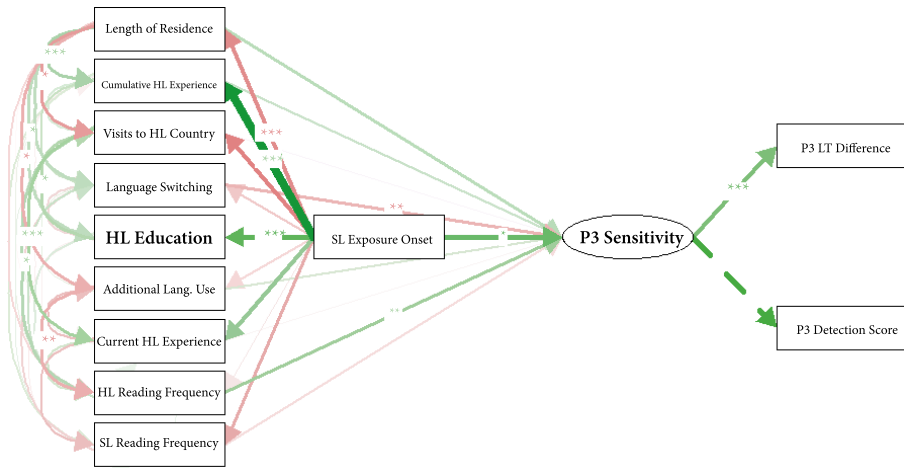 Length of Residence
***
*
Cumulative HL Experience
Visits to HL Country
***
P3 LT Difference
***
*
*
Language Switching
***
**
***
HL Education
***
SL Exposure Onset
*
P3 Sensitivity
Additional Lang. Use
**
**
Current HL Experience
P3 Detection Score
HL Reading Frequency
SL Reading Frequency